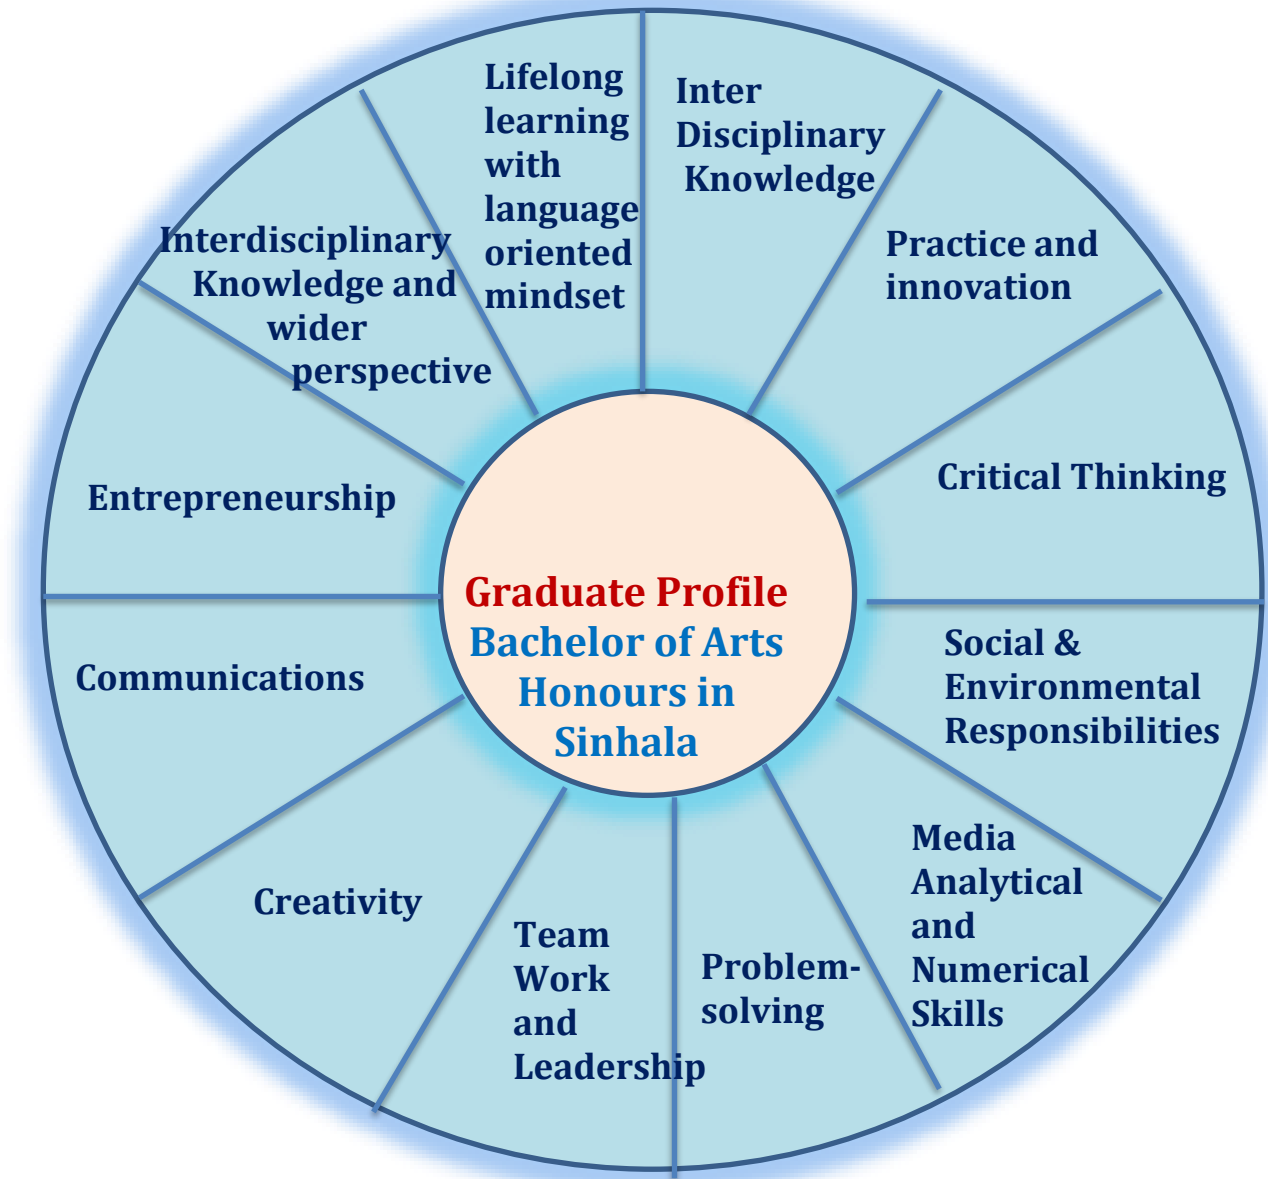 Lifelong
learning
with
language
oriented
mindset
Inter
Disciplinary
Knowledge
Practice and
innovation
Critical Thinking
Social &
Environmental
Responsibilities
Media
Analytical
and
Numerical
Skills
Problem-
solving
Team
Work
and
Leadership
Creativity
Communications
Entrepreneurship
Interdisciplinary
Knowledge and
wider
perspective
Graduate Profile
Bachelor of Arts
Honours in
Sinhala